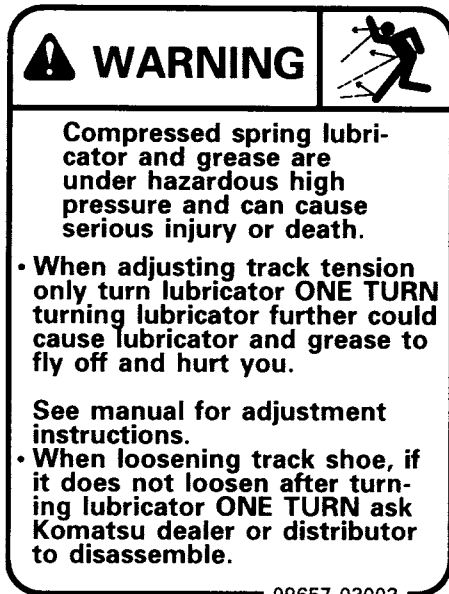 WARNING
Compressed spring lubri-
cator and grease are
under hazardous high
pressure and can cause
serious injury or death.
· When adjusting track tension
only turn lubricator ONE TURN
turning lubricator further could
cause lubricator and grease to
fly off and hurt you.
See manual for adjustment
instructions.
· When loosening track shoe, if
it does not loosen after turn-
ing lubricator ONE TURN ask
Komatsu dealer or distributor
to disassemble.